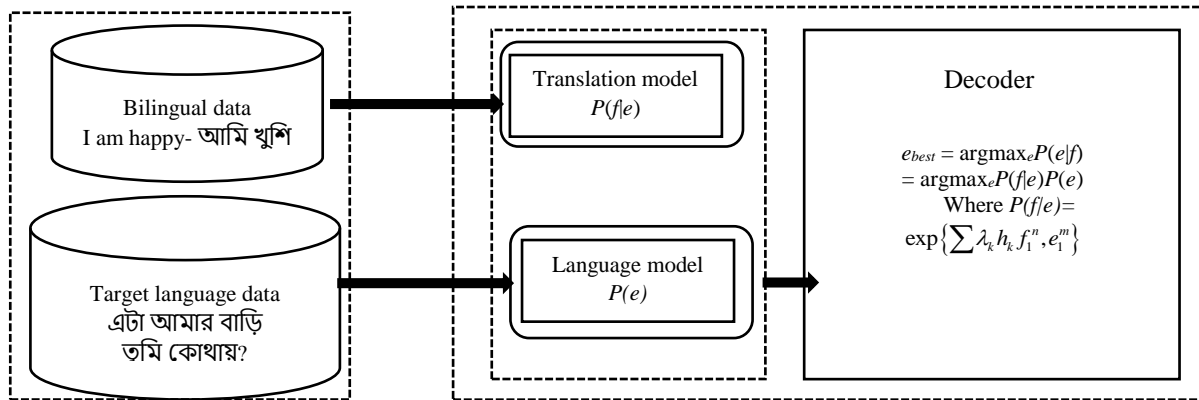 Bilingual data
I am happy- আমি খুশি
Target language data
এটা আমার বাড়ি
তুমি কোথায়?
Translation model
P(f|e)
Language model
P(e)
Decoder
e_best = argmax_e P(e|f)
= argmax_e P(f|e)P(e)
Where P(f/e)=
exp{∑λ_k h_k f_1^n, e_1^m}